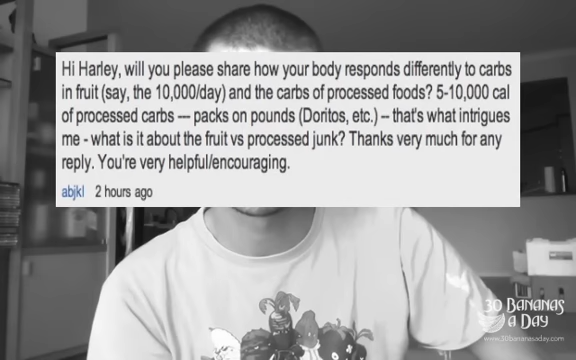 Hi Harley, will you please share how your body responds differently to carbs
in fruit (say, the 10,000/day) and the carbs of processed foods? 5-10,000 cal
of processed carbs --- packs on pounds (Doritos, etc.) -- that's what intrigues
me - what is it about the fruit vs processed junk? Thanks very much for any
reply. You're very helpful/encouraging.
abjkl 2 hours ago
30 BANANAS
A DAY
www.30bananasaday.com